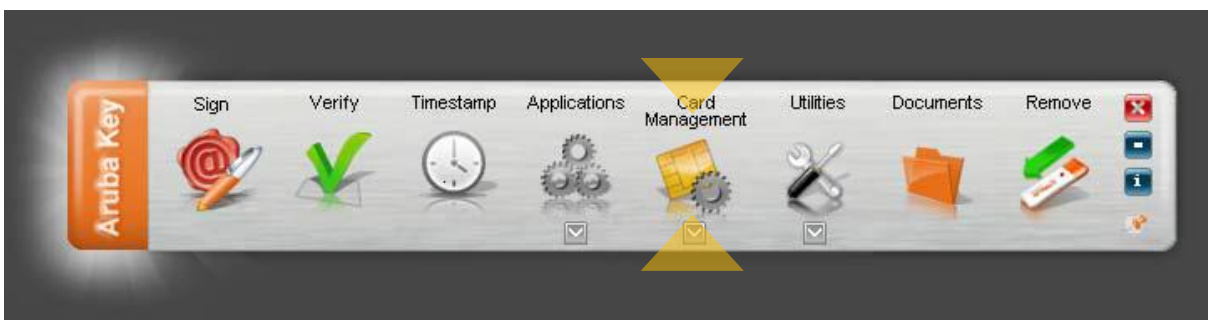 Aruba Key
Sign
Verify
Timestamp
Applications
Card
Management
Utilities
Documents
Remove